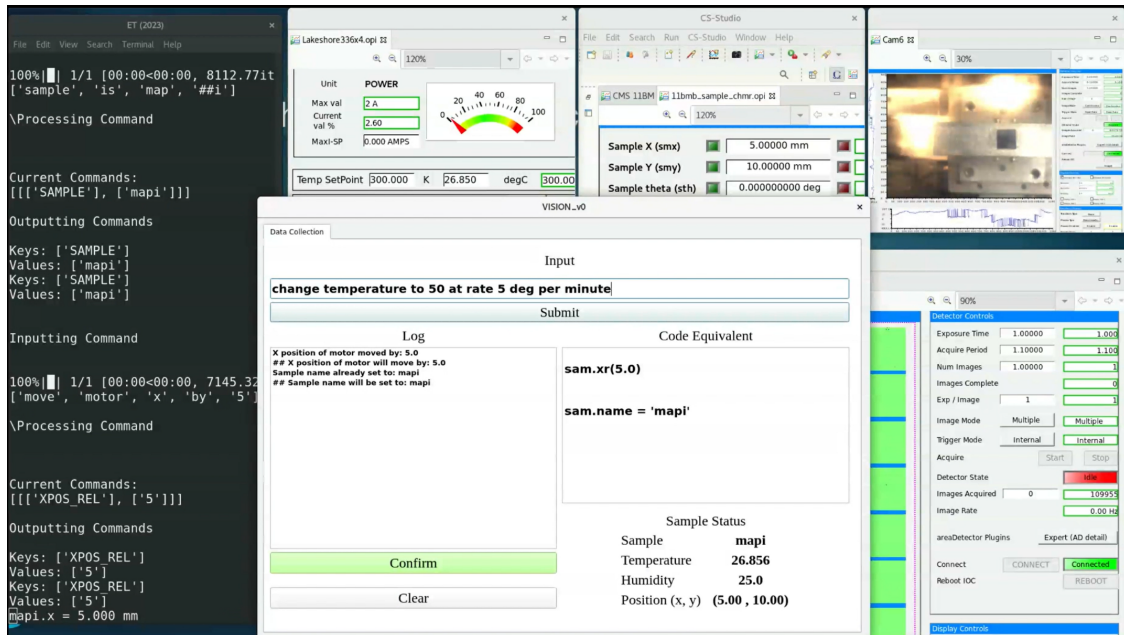 ET (2023)
File Edit View Search Terminal Help
100%| | 1/1 [00:00<00:00, 8112.77it
['sample', 'is', 'map', '##i']
\Processing Command
Current Commands:
[[['SAMPLE'], ['mapi']]]
Outputting Commands
Keys: ['SAMPLE']
Values: ['mapi']
Keys: ['SAMPLE']
Values: ['mapi']
Inputting Command
100%| | 1/1 [00:00<00:00, 7145.32
['move', 'motor', 'x', 'by', '5']
\Processing Command
Current Commands:
[[['XPOS_REL'], ['5']]]
Outputting Commands
Keys: ['XPOS_REL']
Values: ['5']
Keys: ['XPOS_REL']
Values: ['5']
mapi.x = 5.000 mm
Lakeshore336x4.opi
120%
Unit POWER
Max val 2 A
Current val % 2.60
MaxI-SP 0.000 AMPS
0 20 40 60 80 100
Temp SetPoint 300.000 K 26.850 degC 300.00
CS-Studio
File Edit Search Run CS-Studio Window Help
CMS 11BM 11bmb_sample_chmr.opi
120%
Sample X (smx) 5.00000 mm
Sample Y (smy) 10.00000 mm
Sample theta (sth) 0.000000000 deg
Cam6
30%
VISION_v0
Data Collection
Input
change temperature to 50 at rate 5 deg per minute
Submit
Log
X position of motor moved by: 5.0
## X position of motor will move by: 5.0
Sample name already set to: mapi
## Sample name will be set to: mapi
Confirm
Clear
Code Equivalent
sam.xr(5.0)
sam.name = 'mapi'
Sample Status
Sample mapi
Temperature 26.856
Humidity 25.0
Position (x, y) (5.00 , 10.00)
90%
Detector Controls
Exposure Time 1.00000 1.000
Acquire Period 1.10000 1.100
Num Images 1.00000 1
Images Complete 0
Exp / Image 1 1
Image Mode Multiple Multiple
Trigger Mode Internal Internal
Acquire Start Stop
Detector State Idle
Images Acquired 0 109955
Image Rate 0.00 Hz
areaDetector Plugins Expert (AD detail)
Connect CONNECT Connected
Reboot IOC REBOOT
Display Controls